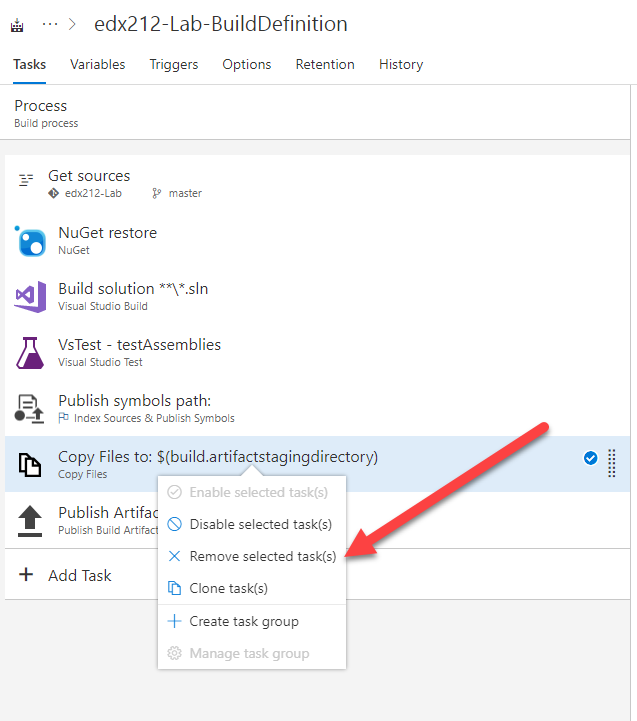 ··· > edx212-Lab-BuildDefinition
Tasks Variables Triggers Options Retention History
Process
Build process
Get sources
edx212-Lab master
NuGet restore
NuGet
Build solution **\*.sln
Visual Studio Build
VsTest - testAssemblies
Visual Studio Test
Publish symbols path:
Index Sources & Publish Symbols
Copy Files to: $(build.artifactstagingdirectory)
Copy Files
Publish Artifac
Publish Build Artifact
Enable selected task(s)
Disable selected task(s)
Remove selected task(s)
Clone task(s)
Create task group
Manage task group
+ Add Task